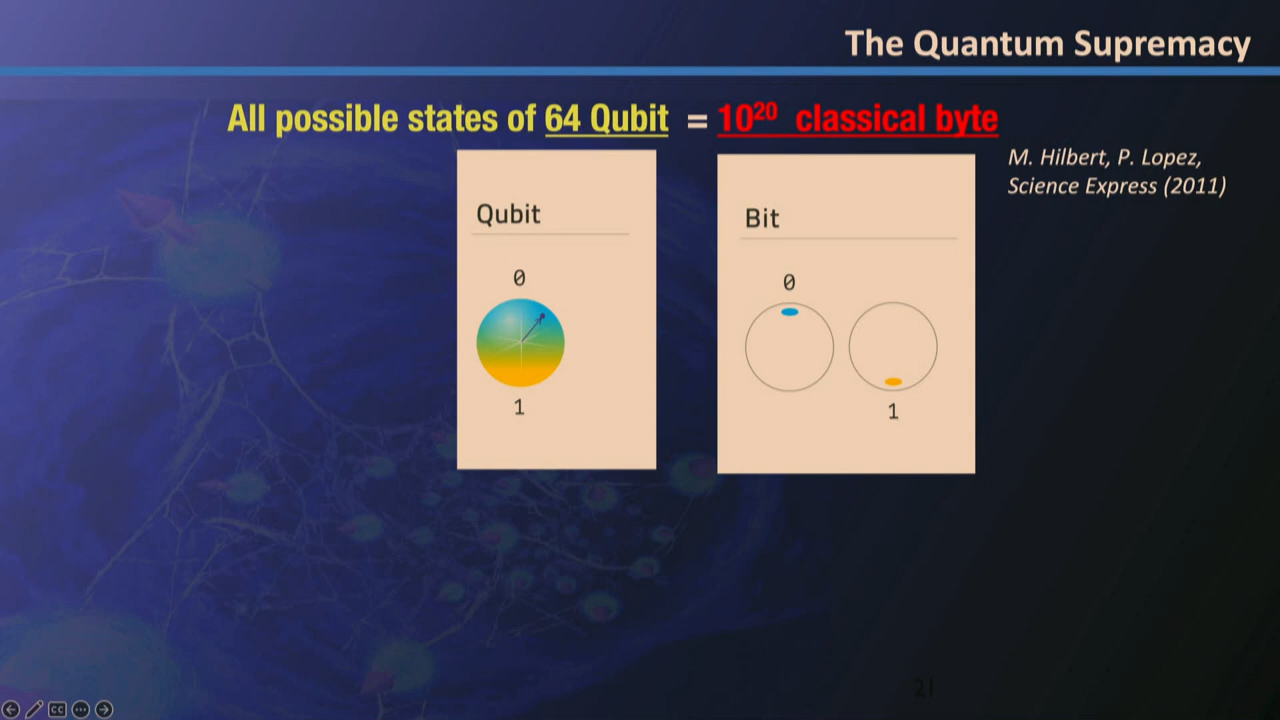 The Quantum Supremacy
All possible states of 64 Qubit = 10²⁰ classical byte
M. Hilbert, P. Lopez,
Science Express (2011)
Qubit
0
1
Bit
0
1
21
CC